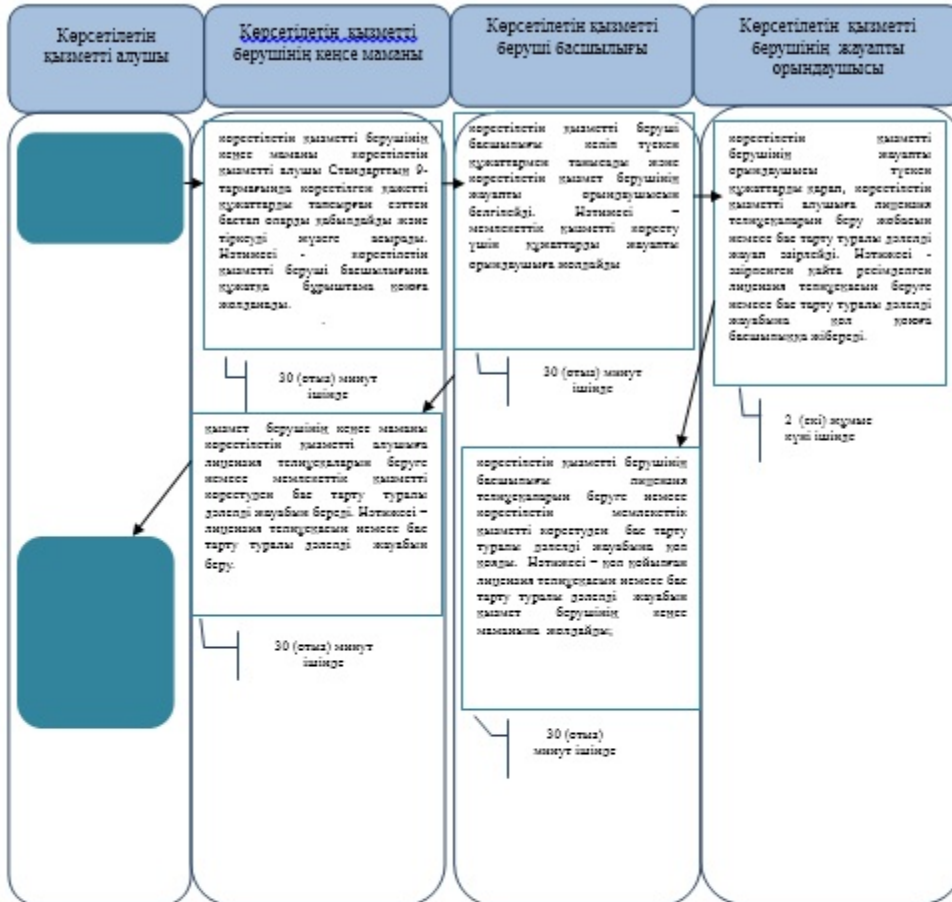 Көрсетілетін
қызметті алушы
Көрсетілетін қызметті
берушінің кеңсе маманы
Көрсетілетін қызметті
беруші басшылығы
Көрсетілетін қызметті
берушінің жауапты
орындаушысы
көрсетілетін қызметті берушінің
кеңсе маманы көрсетілетін
қызметті алушы Стандарттың 9-
тармағында көрсетілген қажетті
құжаттарды тапсырған сәттен
бастап оларды қабылдайды және
тіркеуді жүзеге асырады.
Нәтижесі - көрсетілетін
қызметті беруші басшылығына
құжатқа бұрыштама қоюға
жолданады.
30 (отыз) минут
ішінде
көрсетілетін қызметті беруші
басшылығы келіп түскен
құжаттармен танысады және
көрсетілетін қызмет берушінің
жауапты орындаушысын
белгілейді. Нәтижесі –
мемлекеттік қызметті көрсету
үшін құжаттарды жауапты
орындаушыға жолдайды
30 (отыз) минут
ішінде
көрсетілетін қызметті
берушінің жауапты
орындаушысы түскен
құжаттарды қарап, көрсетілетін
қызметті алушыға лицензия
телнұсқаларын беру жобасын
немесе бас тарту туралы дәлелді
жауап әзірлейді. Нәтижесі -
әзірленген қайта ресімделген
лицензия телнұсқасын беруге
немесе бас тарту туралы дәлелді
жауабына қол қоюға
басшылыққа жібереді.
2 (екі) жұмыс
күні ішінде
көрсетілетін қызметті берушінің
басшылығы лицензия
телнұсқаларын беруге немесе
көрсетілетін мемлекеттік
қызметті көрсетуден бас тарту
туралы дәлелді жауабына қол
қояды. Нәтижесі – қол қойылған
лицензия телнұсқасын немесе бас
тарту туралы дәлелді жауабын
қызмет берушінің кеңсе
маманына жолдайды;
30 (отыз)
минут ішінде
қызмет берушінің кеңсе маманы
көрсетілетін қызметті алушыға
лицензия телнұсқаларын беруге
немесе мемлекеттік қызметті
көрсетуден бас тарту туралы
дәлелді жауабын береді. Нәтижесі –
лицензия телнұсқасын немесе бас
тарту туралы дәлелді жауабын
беру.
30 (отыз) минут
ішінде